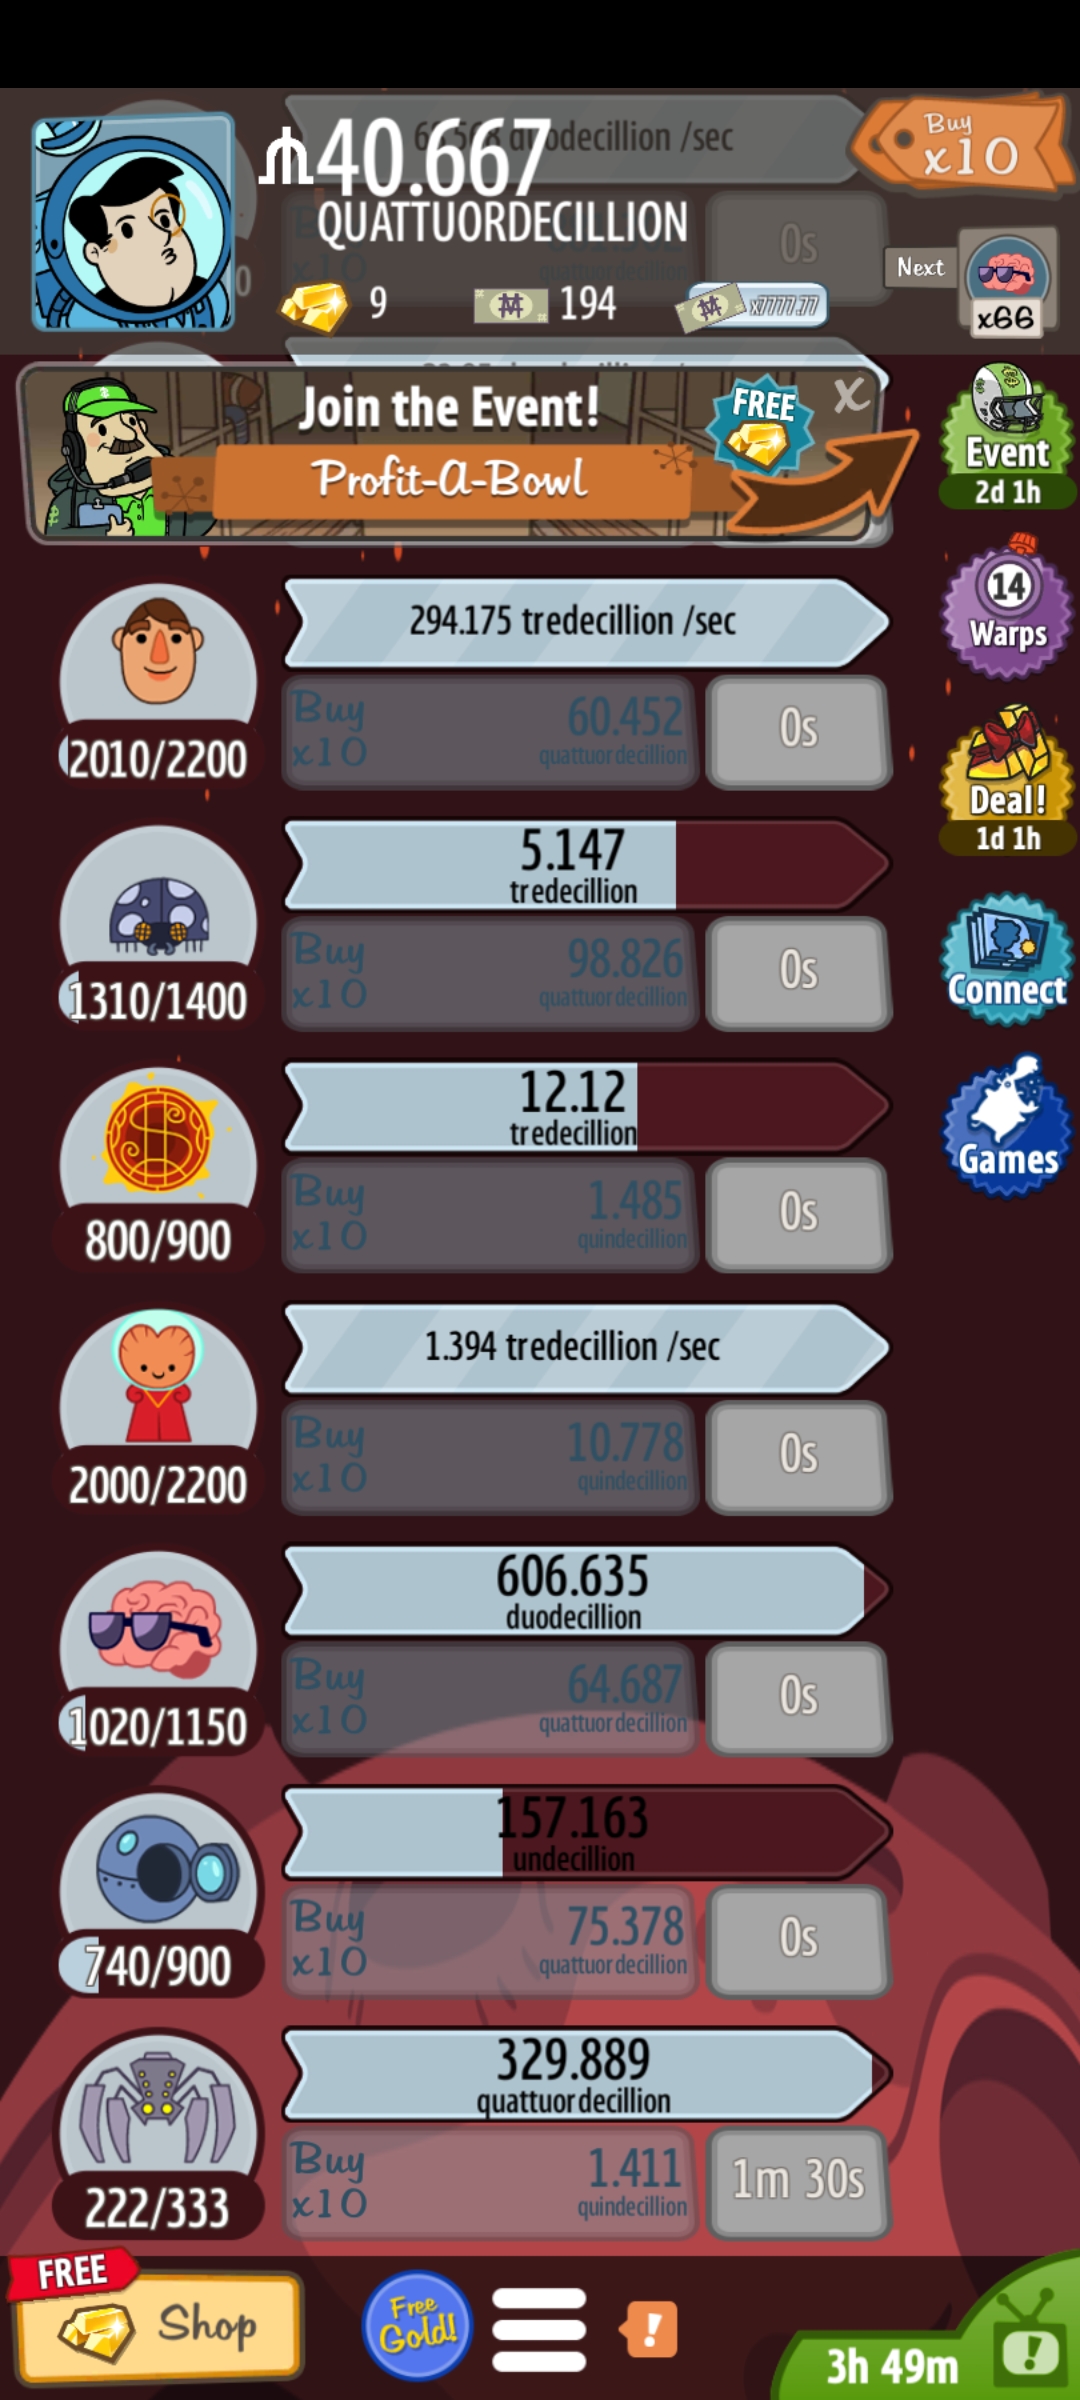 duodecillion /sec
₼40.667
QUATTUORDECILLION
Buy
x10
0s
Next
x66
9
194
x7777.77
Join the Event!
Profit-A-Bowl
FREE
X
Event
2d 1h
294.175 tredecillion /sec
Buy
x10
60.452
quattuordecillion
0s
2010/2200
14
Warps
Deal!
1d 1h
5.147
tredecillion
Buy
x10
98.826
quattuordecillion
0s
1310/1400
Connect
12.12
tredecillion
Buy
x10
1.485
quindecillion
0s
800/900
Games
1.394 tredecillion /sec
Buy
x10
10.778
quindecillion
0s
2000/2200
606.635
duodecillion
Buy
x10
64.687
quattuordecillion
0s
1020/1150
157.163
undecillion
Buy
x10
75.378
quattuordecillion
0s
740/900
329.889
quattuordecillion
Buy
x10
1.411
quindecillion
1m 30s
222/333
FREE
Shop
Free
Gold!
!
3h 49m
!